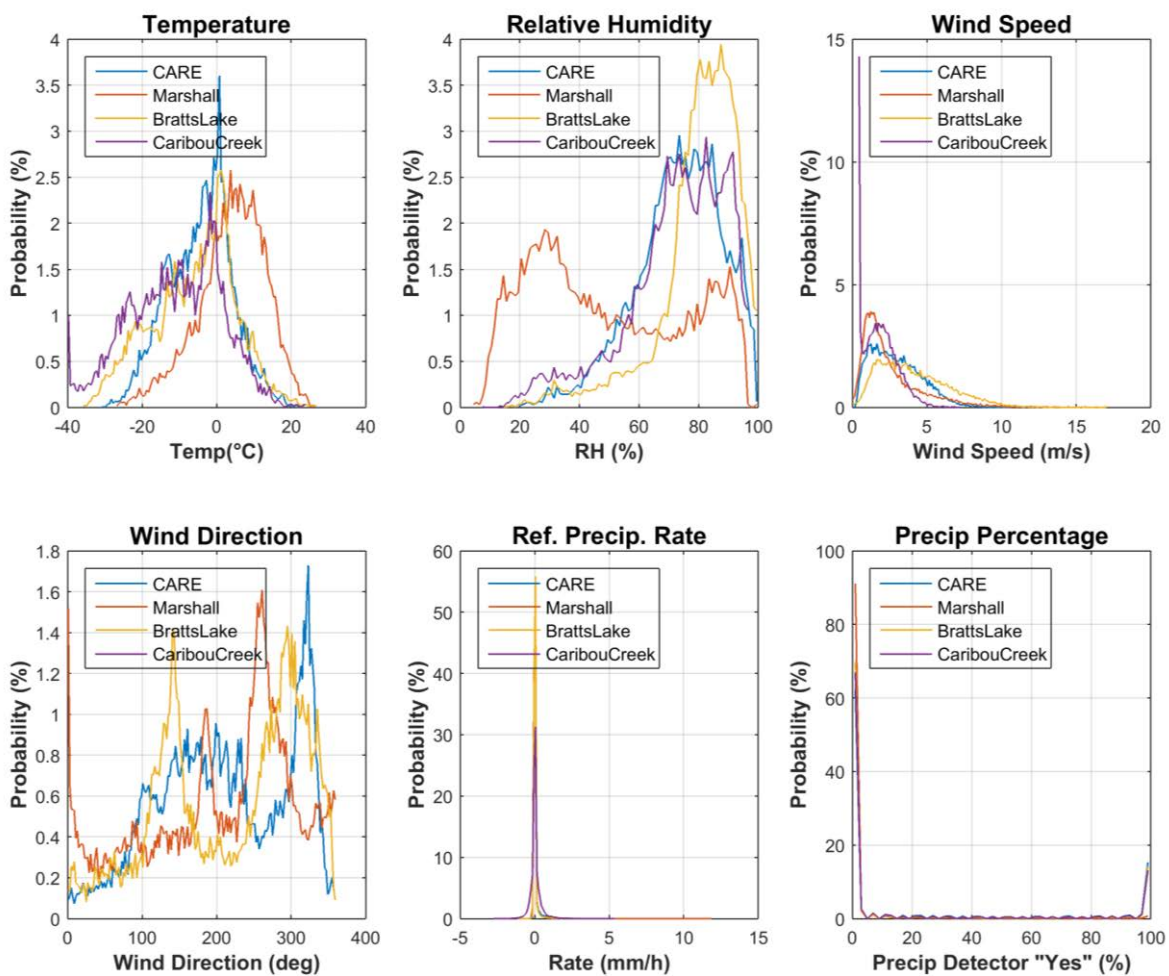 Temperature
4
3.5
3
2.5
2
1.5
1
0.5
0
Probability (%)
CARE
Marshall
BrattsLake
CaribouCreek
-40 -20 0 20 40
Temp(°C)
Relative Humidity
4
3.5
3
2.5
2
1.5
1
0.5
0
Probability (%)
CARE
Marshall
BrattsLake
CaribouCreek
0 20 40 60 80 100
RH (%)
Wind Speed
15
10
5
0
Probability (%)
CARE
Marshall
BrattsLake
CaribouCreek
0 5 10 15 20
Wind Speed (m/s)
Wind Direction
1.8
1.6
1.4
1.2
1
0.8
0.6
0.4
0.2
0
Probability (%)
CARE
Marshall
BrattsLake
CaribouCreek
0 100 200 300 400
Wind Direction (deg)
Ref. Precip. Rate
60
50
40
30
20
10
0
Probability (%)
CARE
Marshall
BrattsLake
CaribouCreek
-5 0 5 10 15
Rate (mm/h)
Precip Percentage
100
80
60
40
20
0
Probability (%)
CARE
Marshall
BrattsLake
CaribouCreek
0 20 40 60 80 100
Precip Detector "Yes" (%)